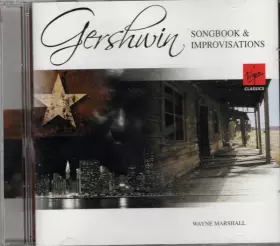 Gershwin
SONGBOOK &
IMPROVISATIONS
Virgin
CLASSICS
WAYNE MARSHALL